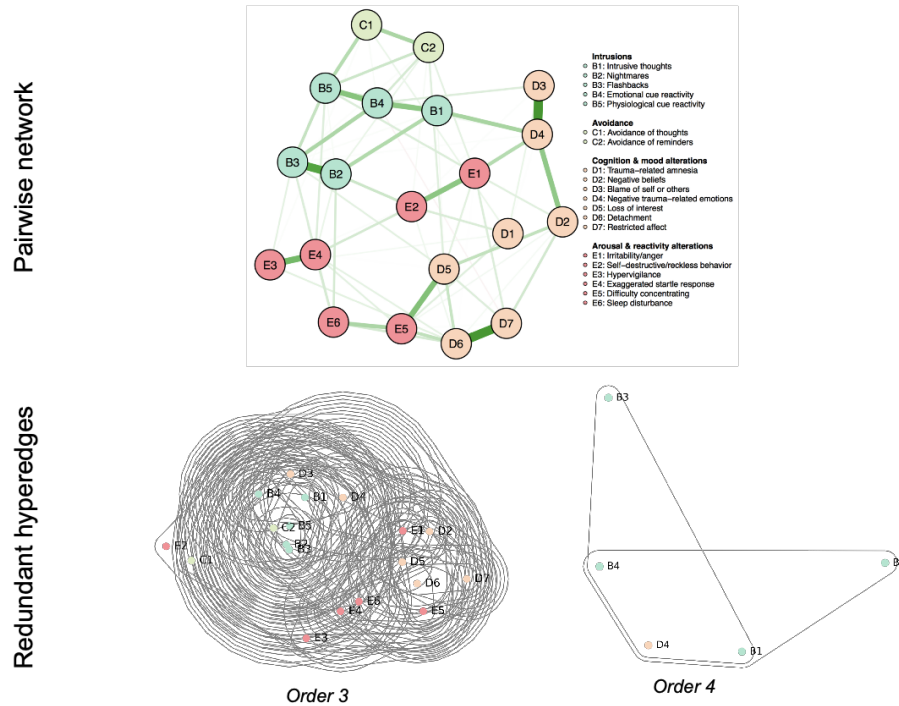 Pairwise network
C1
C2
B5
B4
B1
D3
D4
B3
B2
E1
E2
D2
D1
E3
E4
D5
E6
E5
D6
D7
Intrusions
B1: Intrusive thoughts
B2: Nightmares
B3: Flashbacks
B4: Emotional cue reactivity
B5: Physiological cue reactivity
Avoidance
C1: Avoidance of thoughts
C2: Avoidance of reminders
Cognition & mood alterations
D1: Trauma-related amnesia
D2: Negative beliefs
D3: Blame of self or others
D4: Negative trauma-related emotions
D5: Loss of interest
D6: Detachment
D7: Restricted affect
Arousal & reactivity alterations
E1: Irritability/anger
E2: Self-destructive/reckless behavior
E3: Hypervigilance
E4: Exaggerated startle response
E5: Difficulty concentrating
E6: Sleep disturbance
Redundant hyperedges
D3
B4
B1
D4
C2
B5
B2
B3
E2
C1
E1
D2
D5
D6
D7
E6
E4
E5
E3
Order 3
B3
B4
B
D4
B1
Order 4